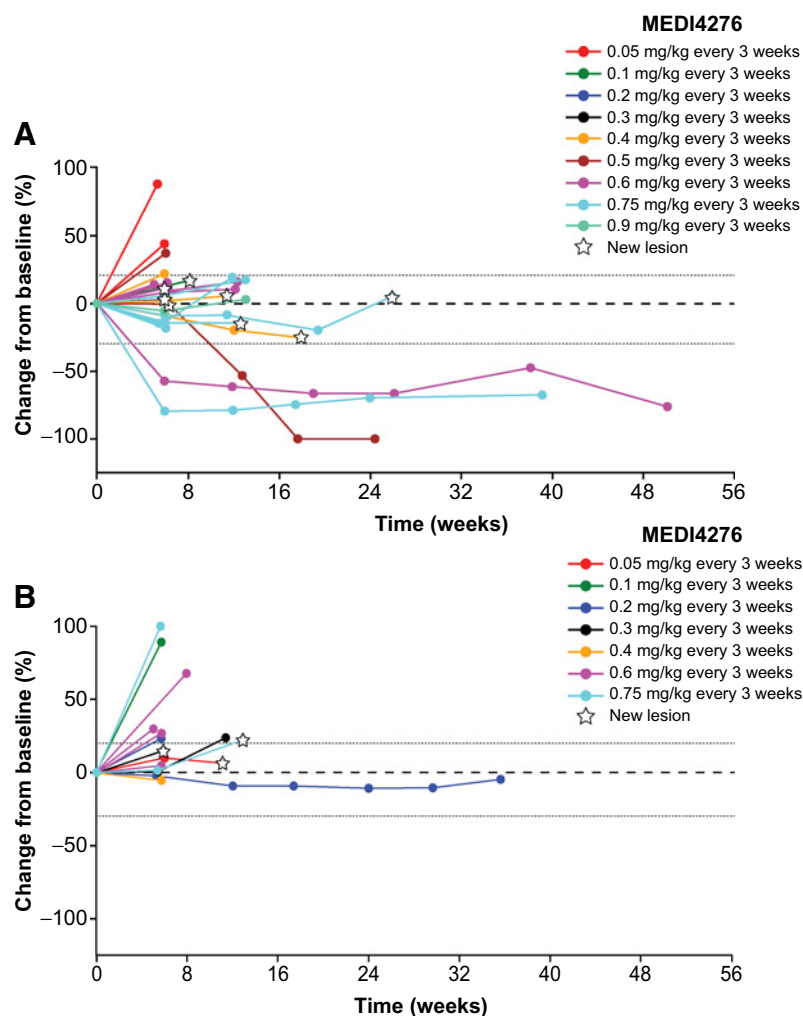 MEDI4276
0.05 mg/kg every 3 weeks
0.1 mg/kg every 3 weeks
0.2 mg/kg every 3 weeks
0.3 mg/kg every 3 weeks
0.4 mg/kg every 3 weeks
0.5 mg/kg every 3 weeks
0.6 mg/kg every 3 weeks
0.75 mg/kg every 3 weeks
0.9 mg/kg every 3 weeks
New lesion
A
Change from baseline (%)
100
50
0
−50
−100
0 8 16 24 32 40 48 56
Time (weeks)
MEDI4276
0.05 mg/kg every 3 weeks
0.1 mg/kg every 3 weeks
0.2 mg/kg every 3 weeks
0.3 mg/kg every 3 weeks
0.4 mg/kg every 3 weeks
0.6 mg/kg every 3 weeks
0.75 mg/kg every 3 weeks
New lesion
B
Change from baseline (%)
100
50
0
−50
−100
0 8 16 24 32 40 48 56
Time (weeks)